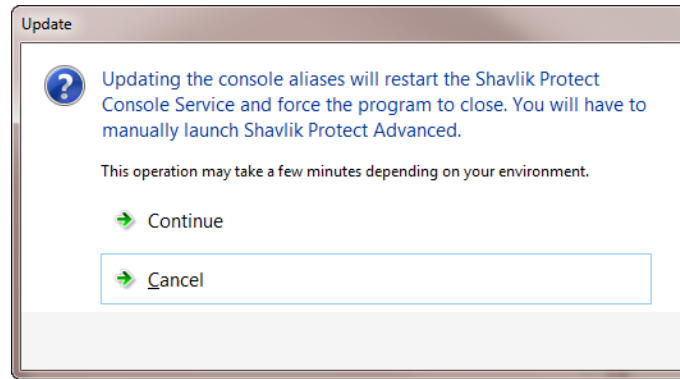 Update
Updating the console aliases will restart the Shavlik Protect
Console Service and force the program to close. You will have to
manually launch Shavlik Protect Advanced.
This operation may take a few minutes depending on your environment.
Continue
Cancel